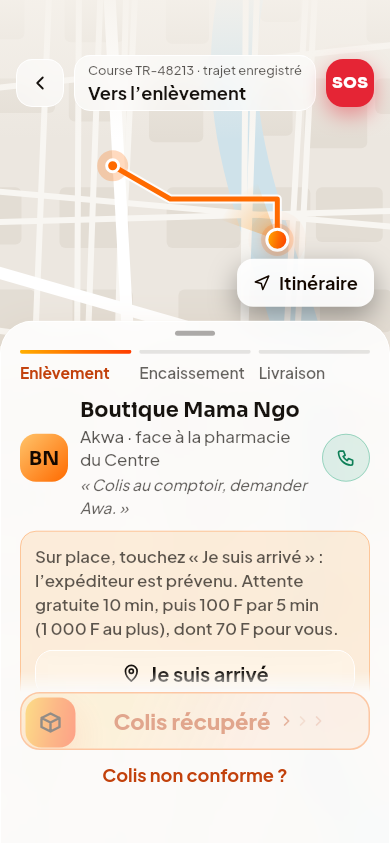 Course TR-48213 · trajet enregistré
Vers l’enlèvement
SOS
Itinéraire
Enlèvement
Encaissement
Livraison
Boutique Mama Ngo
BN
Akwa · face à la pharmacie
du Centre
« Colis au comptoir, demander
Awa. »
Sur place, touchez « Je suis arrivé » :
l’expéditeur est prévenu. Attente
gratuite 10 min, puis 100 F par 5 min
(1 000 F au plus), dont 70 F pour vous.
Je suis arrivé
Colis récupéré
Colis non conforme ?